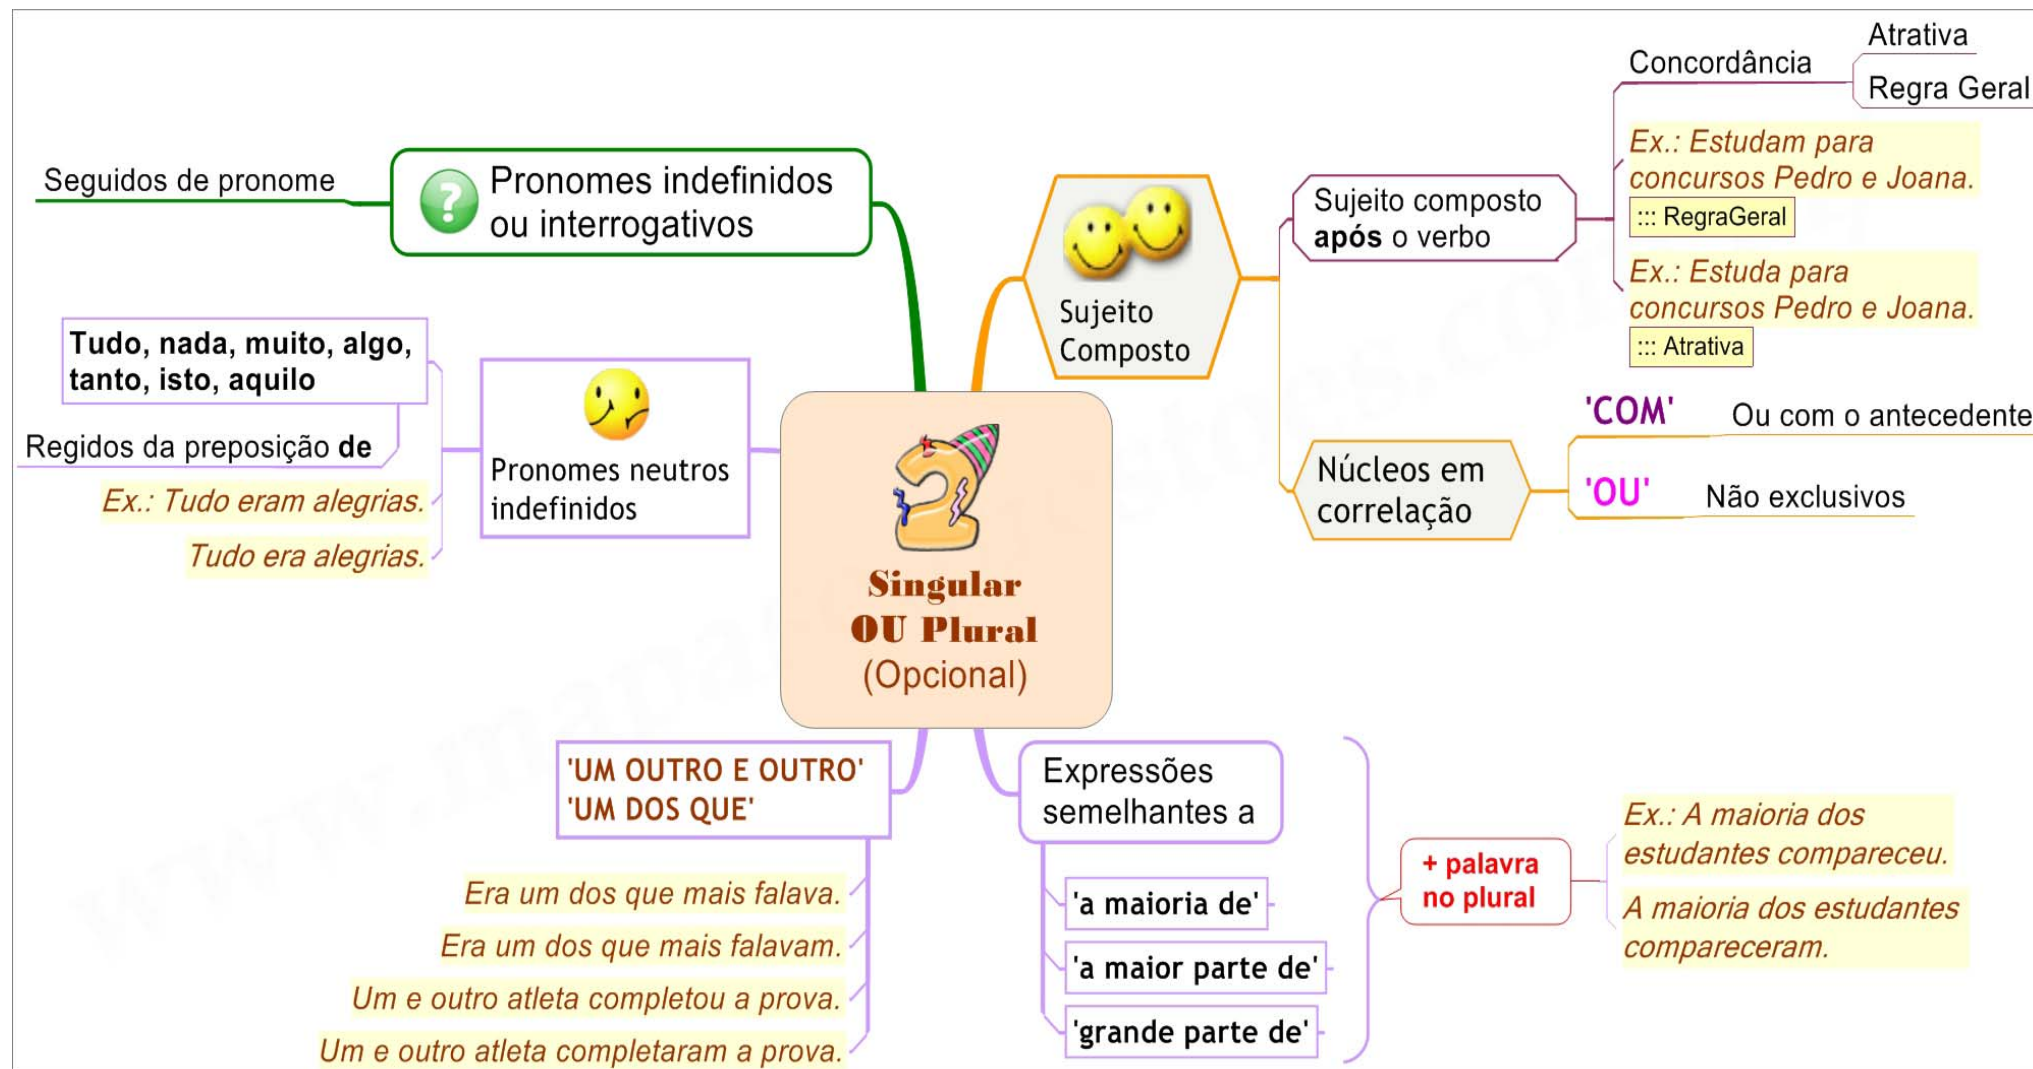 Seguidos de pronome
Pronomes indefinidos
ou interrogativos
Tudo, nada, muito, algo,
tanto, isto, aquilo
Regidos da preposição de
Ex.: Tudo eram alegrias.
Tudo era alegrias.
Pronomes neutros
indefinidos
Singular
OU Plural
(Opcional)
Sujeito
Composto
Sujeito composto
após o verbo
Concordância
Atrativa
Regra Geral
Ex.: Estudam para
concursos Pedro e Joana.
::: RegraGeral
Ex.: Estuda para
concursos Pedro e Joana.
::: Atrativa
Núcleos em
correlação
'COM' Ou com o antecedente
'OU' Não exclusivos
'UM OUTRO E OUTRO'
'UM DOS QUE'
Era um dos que mais falava.
Era um dos que mais falavam.
Um e outro atleta completou a prova.
Um e outro atleta completaram a prova.
Expressões
semelhantes a
'a maioria de'
'a maior parte de'
'grande parte de'
+ palavra
no plural
Ex.: A maioria dos
estudantes compareceu.
A maioria dos estudantes
compareceram.